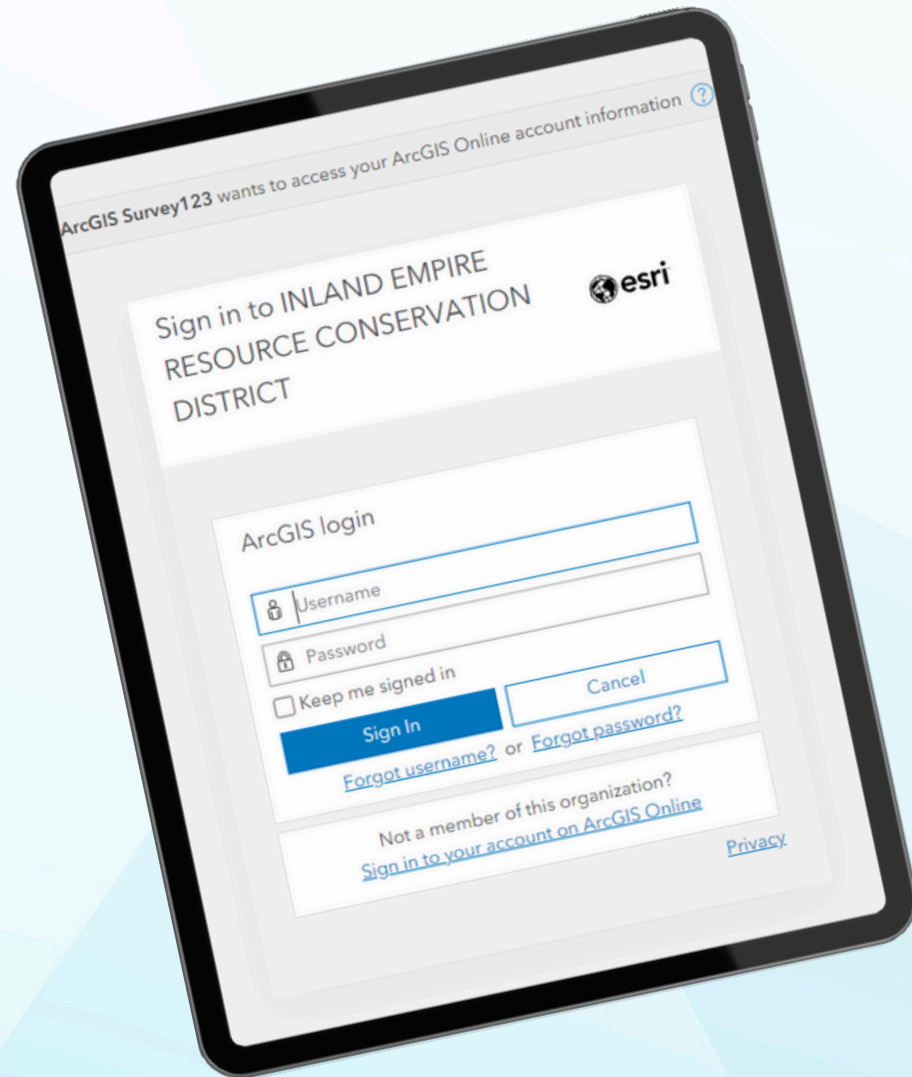 ArcGIS Survey123 wants to access your ArcGIS Online account information ?
Sign in to INLAND EMPIRE
RESOURCE CONSERVATION
DISTRICT
esri
ArcGIS login
Username
Password
Keep me signed in
Sign In
Cancel
Forgot username? or Forgot password?
Not a member of this organization?
Sign in to your account on ArcGIS Online
Privacy